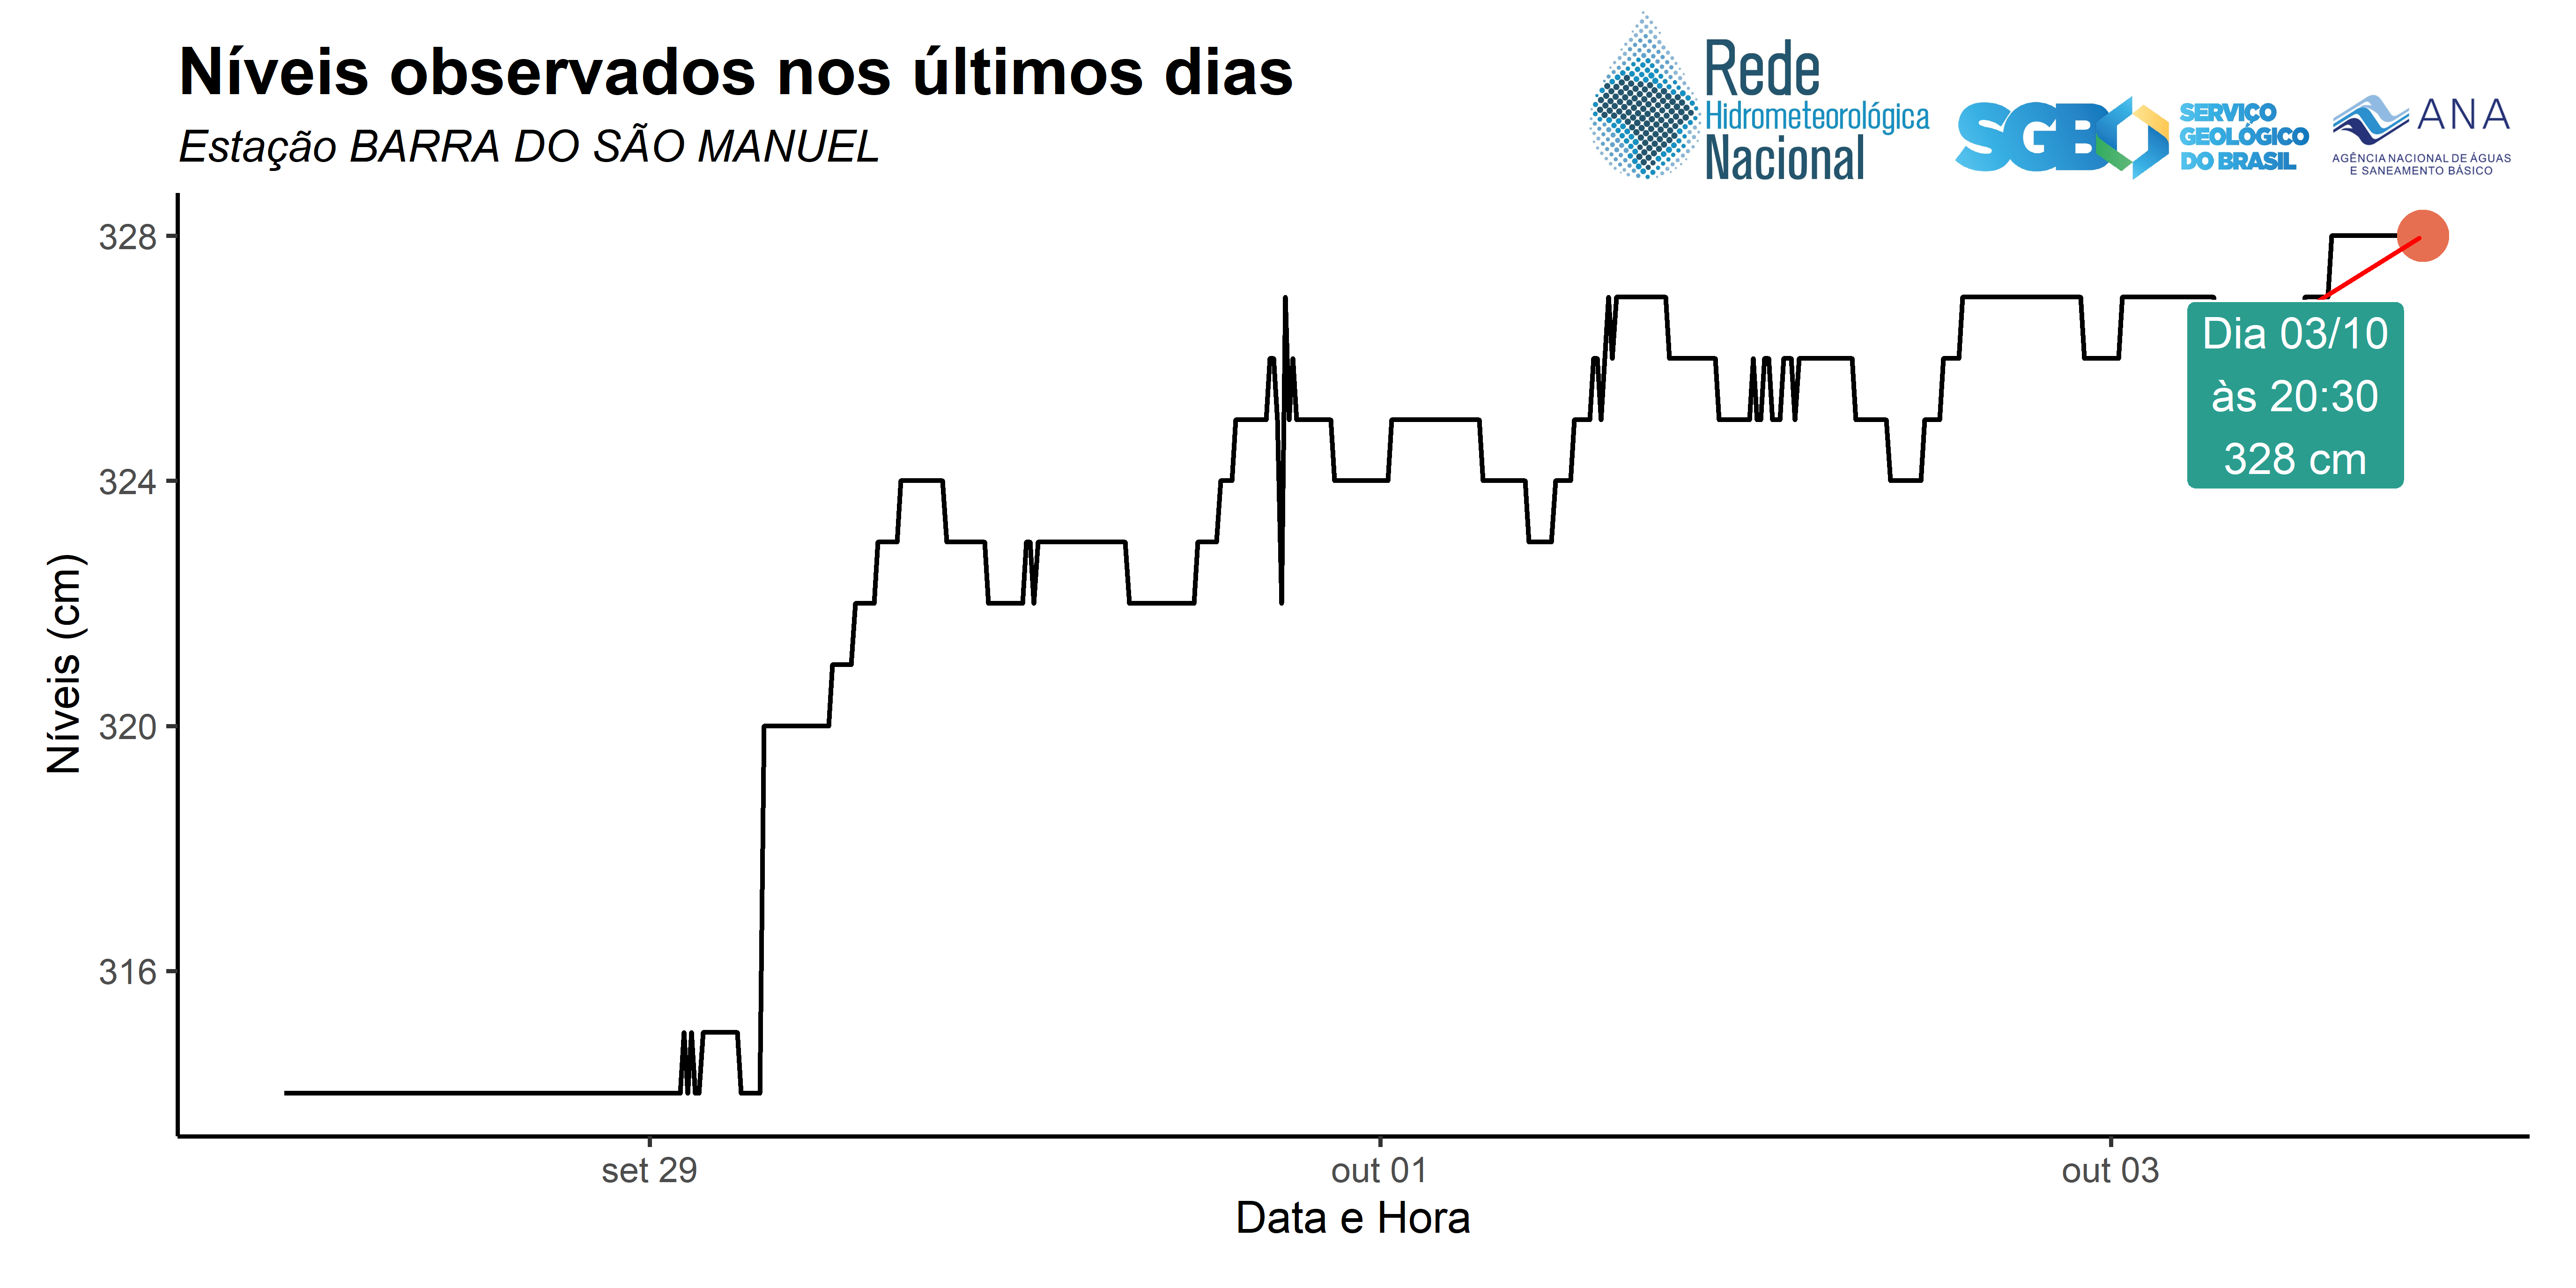 Níveis observados nos últimos dias
Estação BARRA DO SÃO MANUEL
Rede
Hidrometeorológica
Nacional
SGB
SERVIÇO
GEOLÓGICO
DO BRASIL
ANA
AGÊNCIA NACIONAL DE ÁGUAS
E SANEAMENTO BÁSICO
328
324
320
316
Níveis (cm)
Dia 03/10
às 20:30
328 cm
set 29
out 01
out 03
Data e Hora